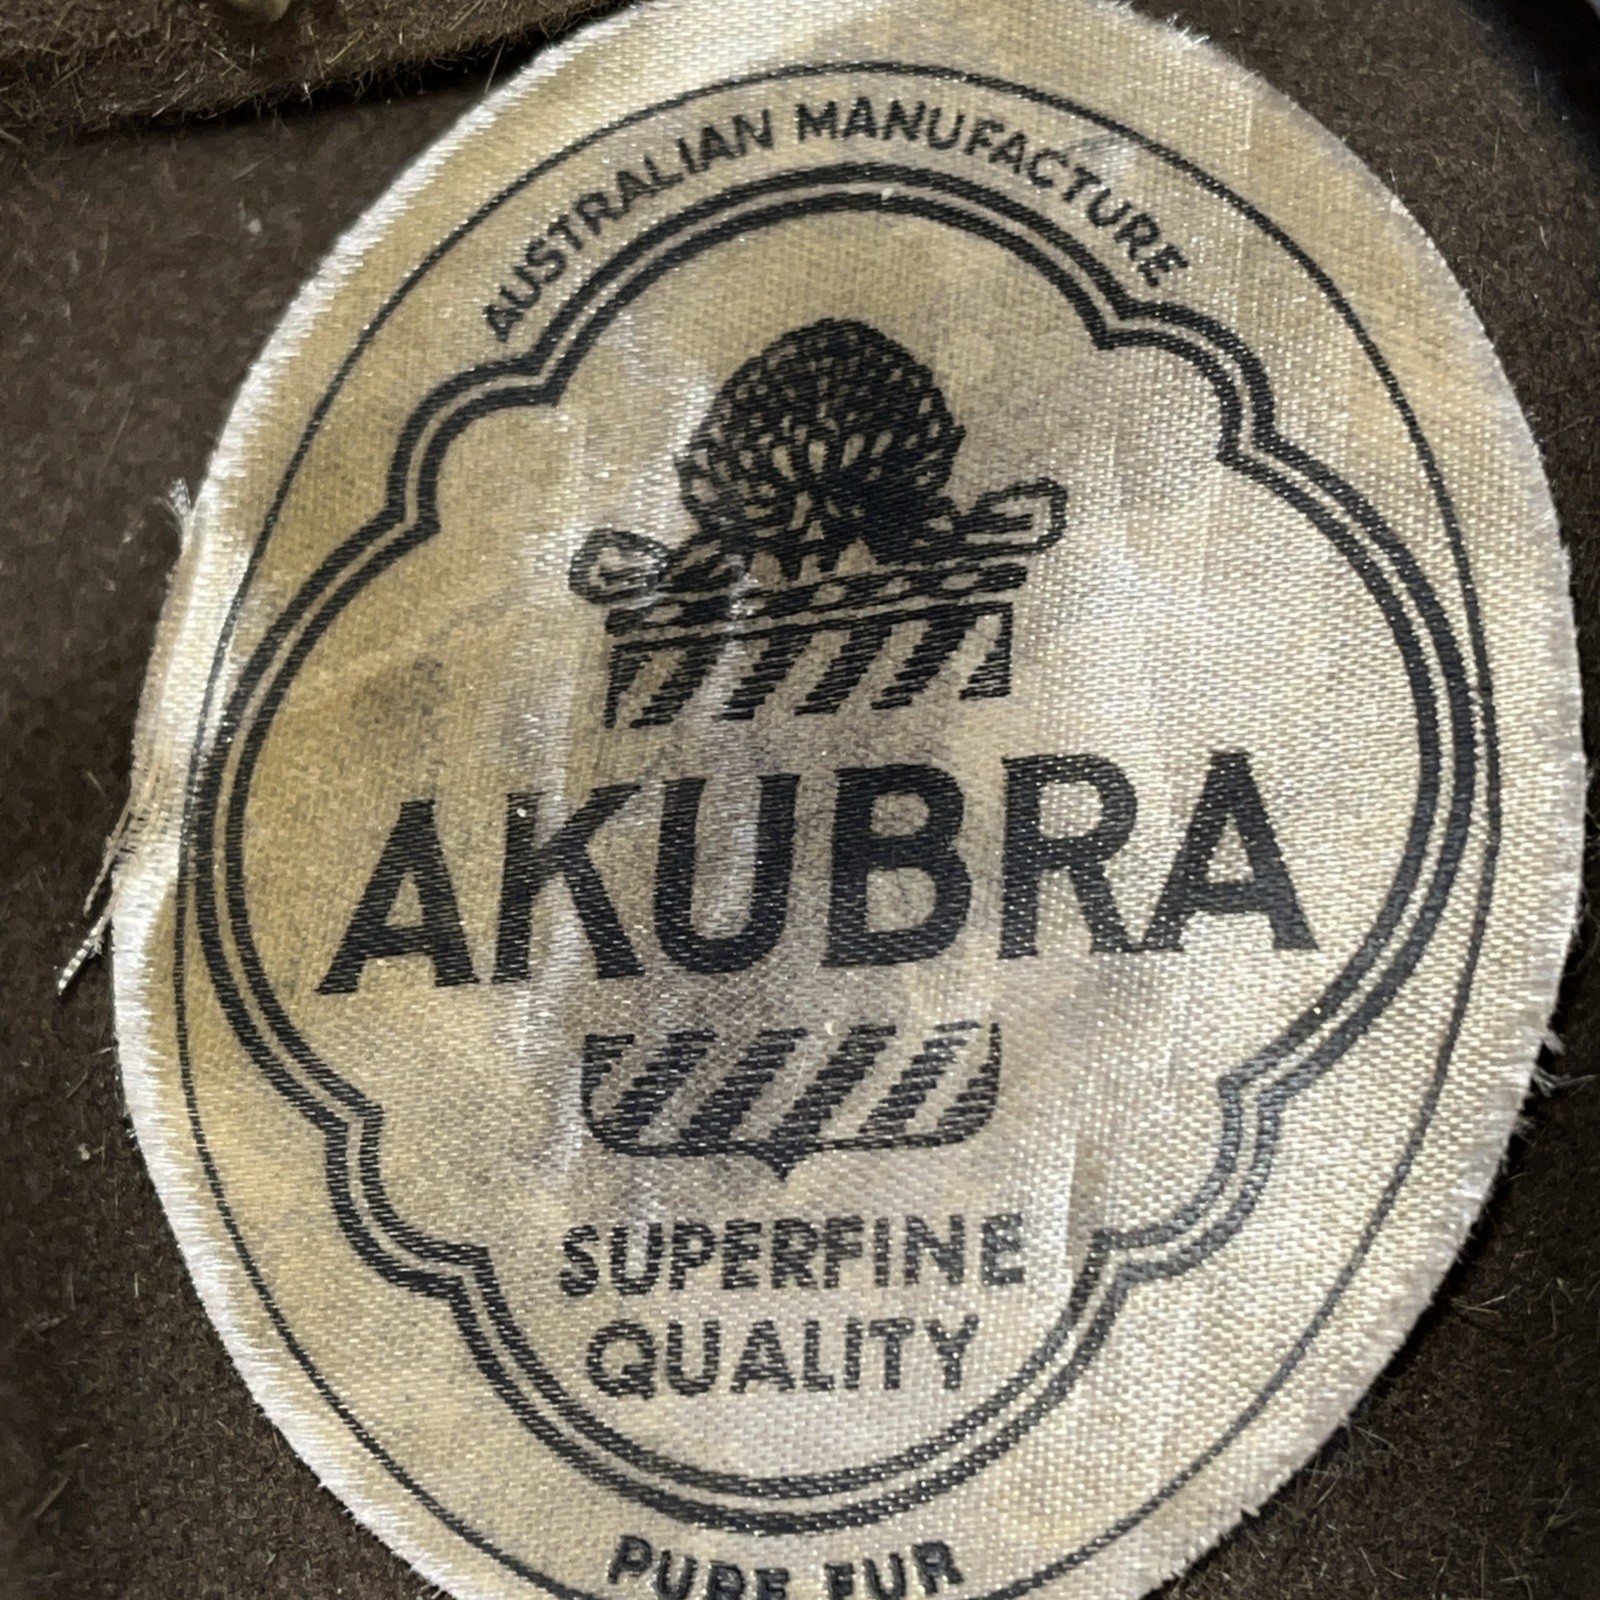 AUSTRALIAN MANUFACTURE
AKUBRA
SUPERFINE
QUALITY
PURE FUR